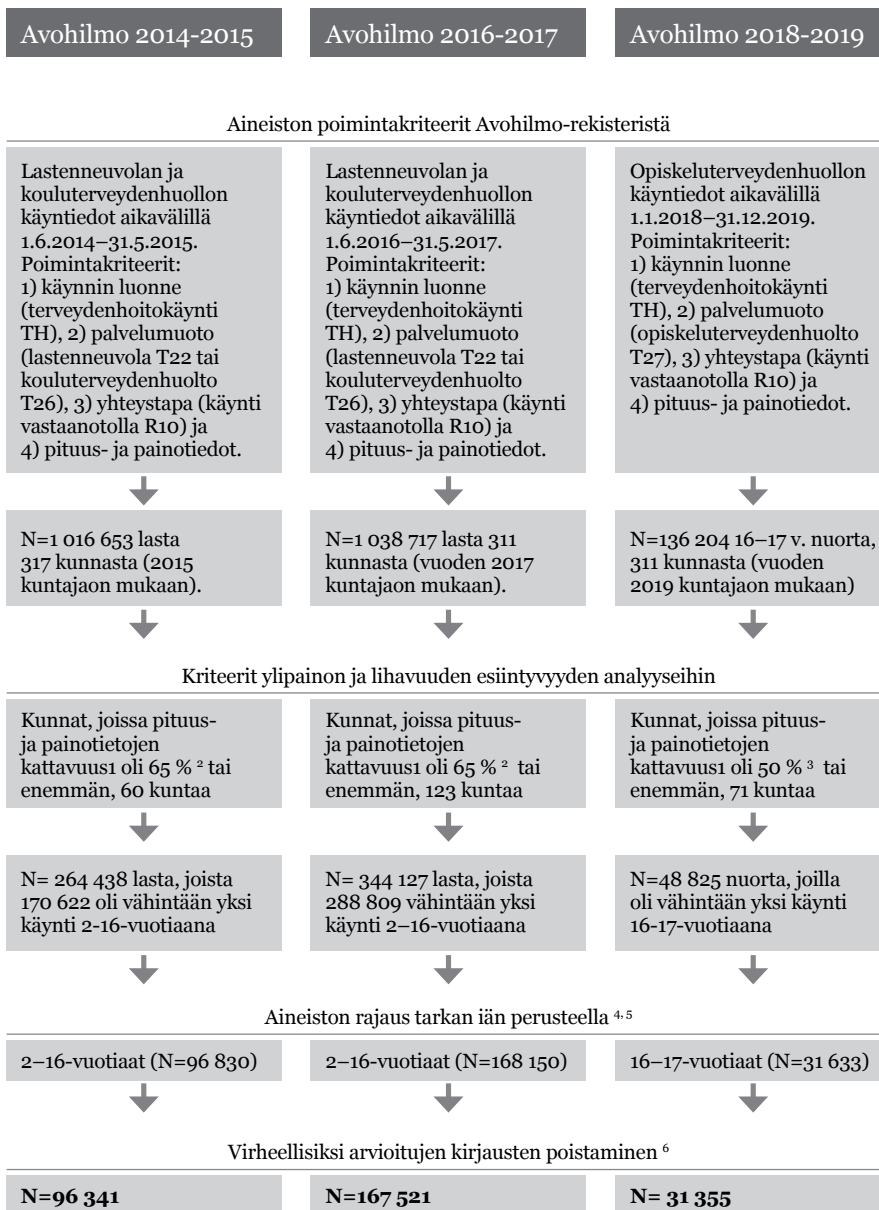 Avohilmo 2014-2015
Avohilmo 2016-2017
Avohilmo 2018-2019
Aineiston poimintakriteerit Avohilmo-rekisteristä
Lastenneuvolan ja
kouluterveydenhuollon
käyntiedot aikavälillä
1.6.2014–31.5.2015.
Poimintakriteerit:
1) käynnin luonne
(terveydenhoitokäynti
TH), 2) palvelumuoto
(lastenneuvola T22 tai
kouluterveydenhuolto
T26), 3) yhteystapa (käynti
vastaanotolla R10) ja
4) pituus- ja painotiedot.
Lastenneuvolan ja
kouluterveydenhuollon
käyntiedot aikavälillä
1.6.2016–31.5.2017.
Poimintakriteerit:
1) käynnin luonne
(terveydenhoitokäynti
TH), 2) palvelumuoto
(lastenneuvola T22 tai
kouluterveydenhuolto
T26), 3) yhteystapa (käynti
vastaanotolla R10) ja
4) pituus- ja painotiedot.
Opiskeluterveydenhuollon
käyntiedot aikavälillä
1.1.2018–31.12.2019.
Poimintakriteerit:
1) käynnin luonne
(terveydenhoitokäynti
TH), 2) palvelumuoto
(opiskeluterveydenhuolto
T27), 3) yhteystapa (käynti
vastaanotolla R10) ja
4) pituus- ja painotiedot.
N=1 016 653 lasta
317 kunnasta (2015
kuntajaon mukaan).
N=1 038 717 lasta 311
kunnasta (vuoden 2017
kuntajaon mukaan).
N=136 204 16–17 v. nuorta,
311 kunnasta (vuoden
2019 kuntajaon mukaan)
Kriteerit ylipainon ja lihavuuden esiintyvyyden analyyseihin
Kunnat, joissa pituus-
ja painotietojen
kattavuus1 oli 65 % ² tai
enemmän, 60 kuntaa
Kunnat, joissa pituus-
ja painotietojen
kattavuus1 oli 65 % ² tai
enemmän, 123 kuntaa
Kunnat, joissa pituus-
ja painotietojen
kattavuus1 oli 50 % ³ tai
enemmän, 71 kuntaa
N= 264 438 lasta, joista
170 622 oli vähintään yksi
käynti 2-16-vuotiaana
N= 344 127 lasta, joista
288 809 vähintään yksi
käynti 2–16-vuotiaana
N=48 825 nuorta, joilla
oli vähintään yksi käynti
16-17-vuotiaana
Aineiston rajaus tarkan iän perusteella ⁴, ⁵
2–16-vuotiaat (N=96 830)
2–16-vuotiaat (N=168 150)
16–17-vuotiaat (N=31 633)
Virheellisiksi arvioitujen kirjausten poistaminen ⁶
N=96 341
N=167 521
N= 31 355